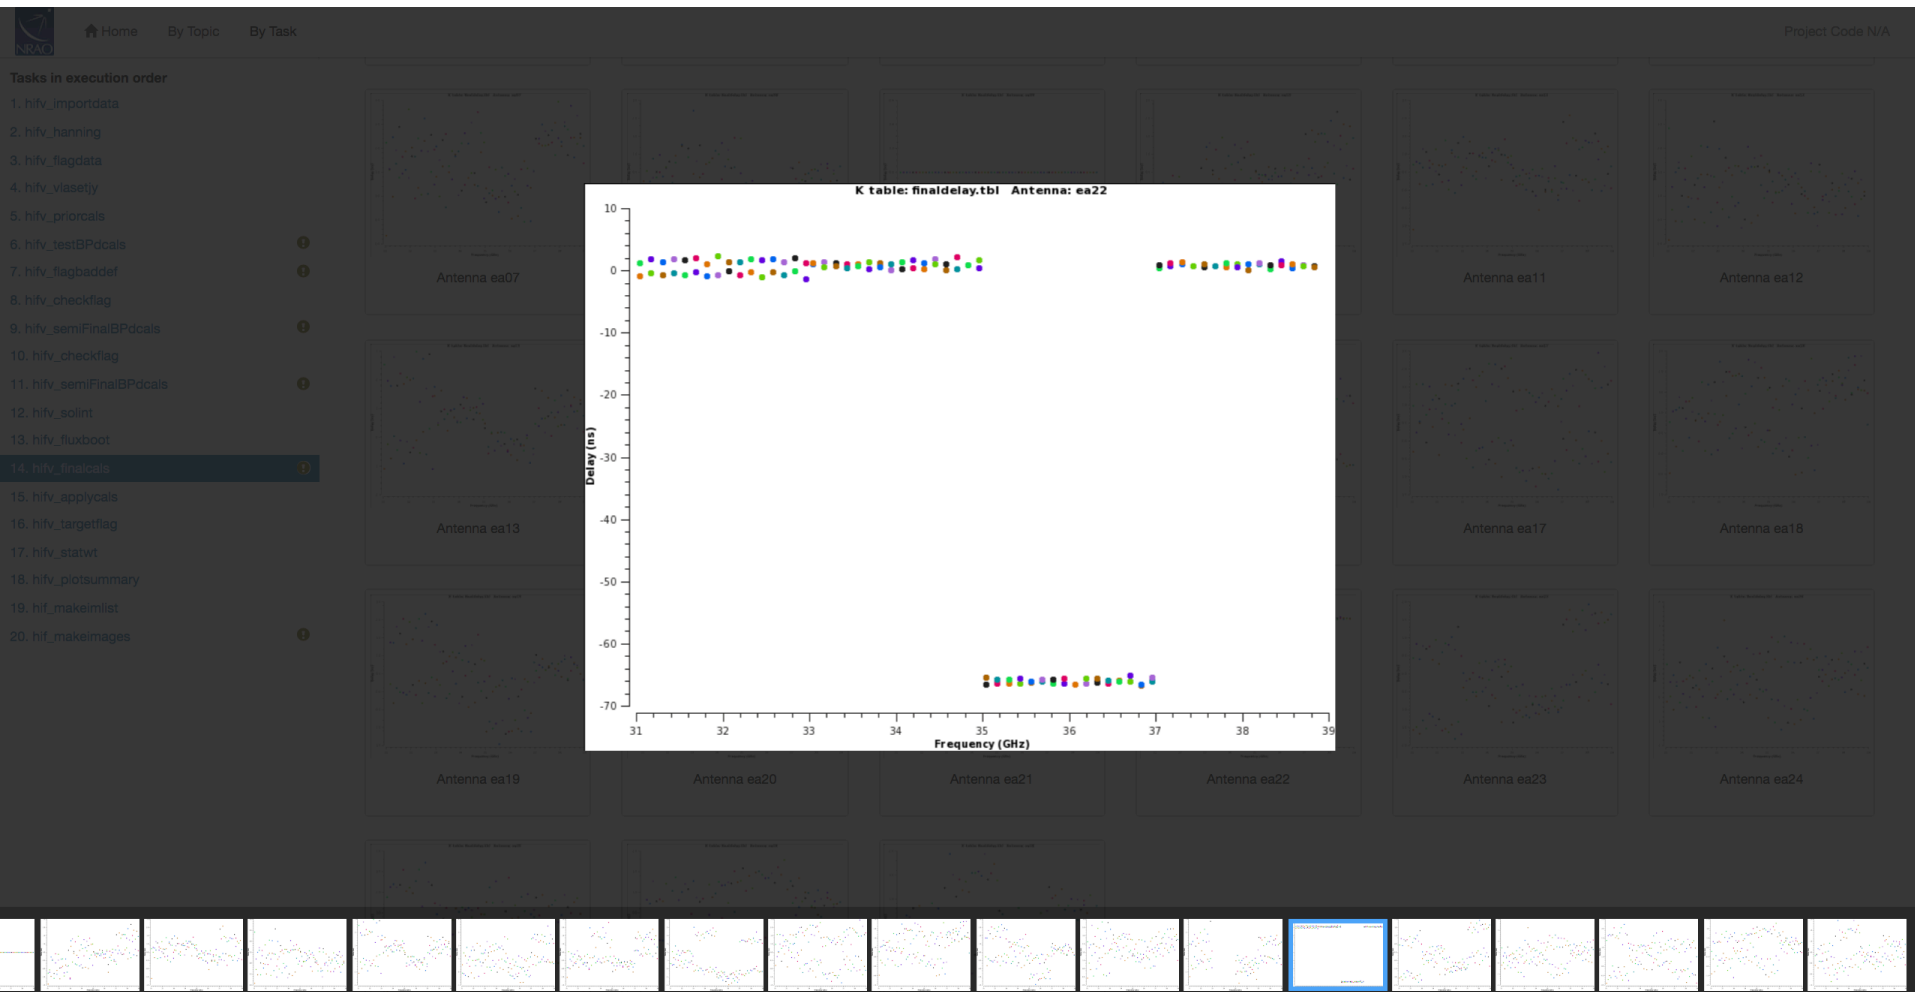 NRAO
Home
By Topic
By Task
Project Code N/A
Tasks in execution order
1. hifv_importdata
2. hifv_hanning
3. hifv_flagdata
4. hifv_vlasetjy
5. hifv_priorcals
6. hifv_testBPdcals
7. hifv_flagbaddef
8. hifv_checkflag
9. hifv_semiFinalBPdcals
10. hifv_checkflag
11. hifv_semiFinalBPdcals
12. hifv_solint
13. hifv_fluxboot
14. hifv_finalcals
15. hifv_applycals
16. hifv_targetflag
17. hifv_statwt
18. hifv_plotsummary
19. hif_makeimlist
20. hif_makeimages
K table: finaldelay.tbl Antenna: ea22
10
0
-10
-20
-30
-40
-50
-60
-70
Delay (ns)
31 32 33 34 35 36 37 38 39
Frequency (GHz)
Antenna ea07
Antenna ea11
Antenna ea12
Antenna ea13
Antenna ea17
Antenna ea18
Antenna ea19
Antenna ea20
Antenna ea21
Antenna ea22
Antenna ea23
Antenna ea24